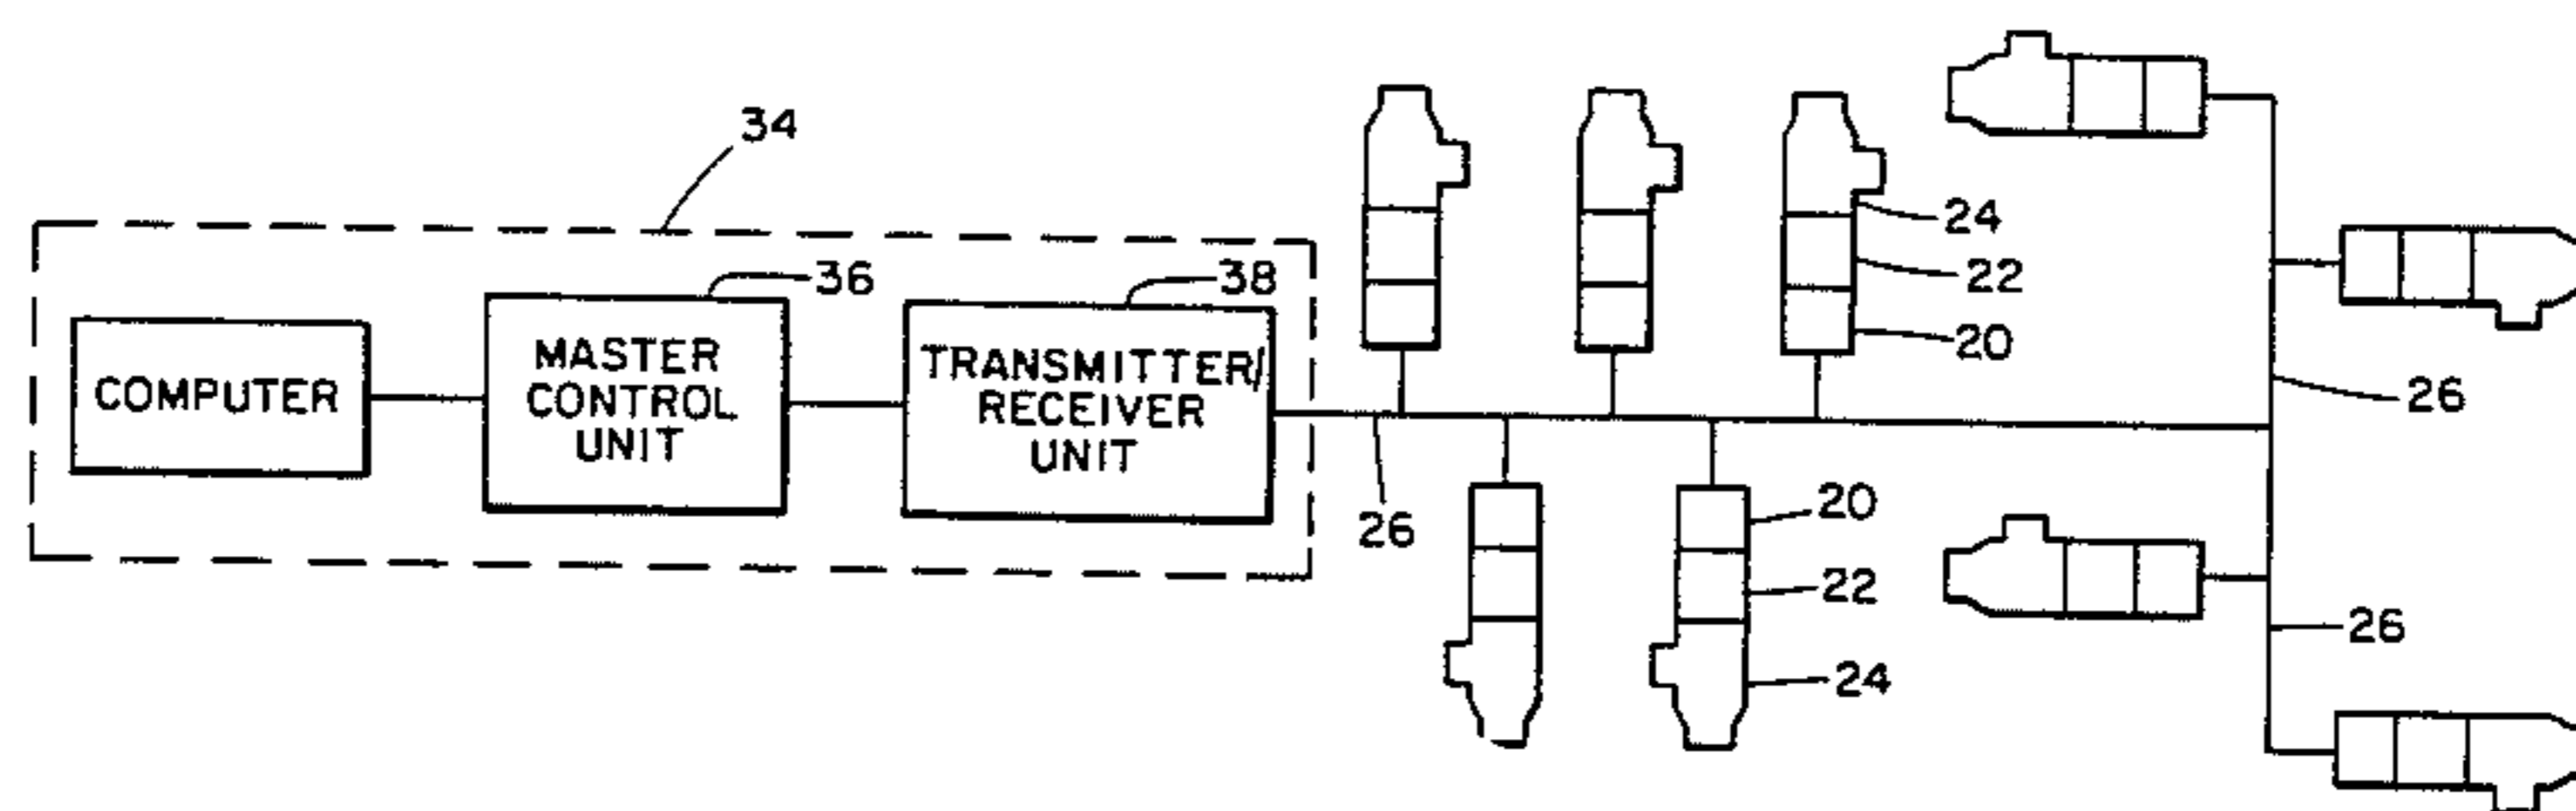 34
36
38
COMPUTER
MASTER
CONTROL
UNIT
TRANSMITTER/
RECEIVER
UNIT
24
22
20
26
26
20
22
24
26